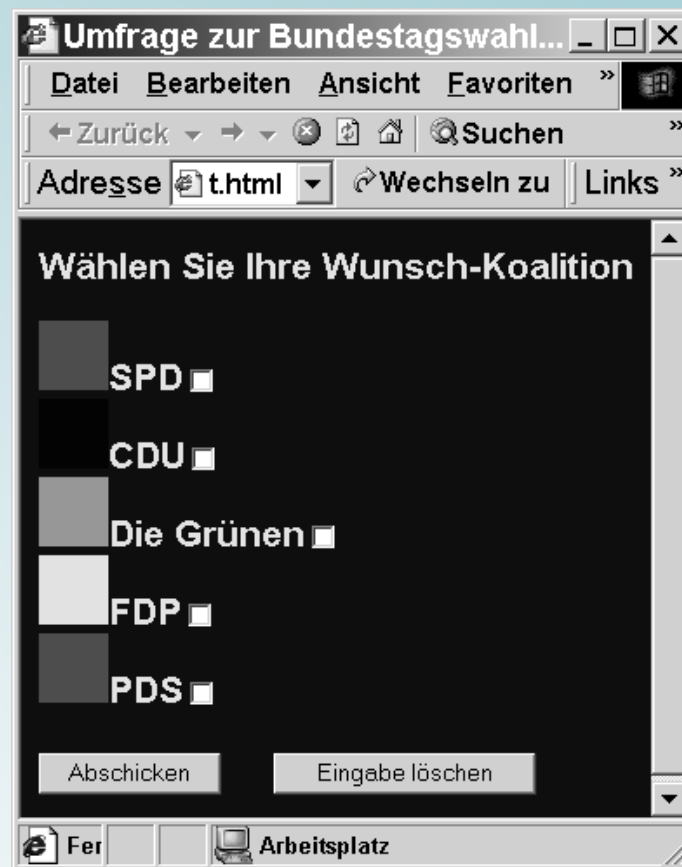 Umfrage zur Bundestagswahl...
Datei Bearbeiten Ansicht Favoriten »
Zurück Suchen »
Adresse t.html Wechseln zu Links »
Wählen Sie Ihre Wunsch-Koalition
SPD
CDU
Die Grünen
FDP
PDS
Abschicken Eingabe löschen
Fer Arbeitsplatz